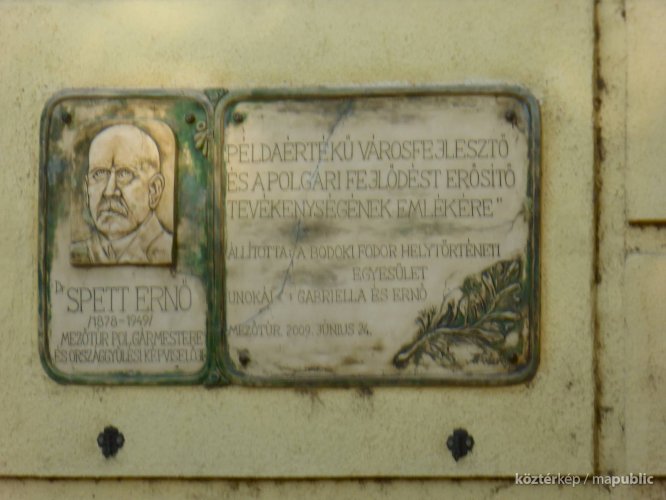 Dr
SPETT ERNŐ
/1878-1949/
MEZŐTÚR POLGÁRMESTERE
ÉS ORSZÁGGYŰLÉSI KÉPVISELŐJE
"PÉLDAÉRTÉKŰ VÁROSFEJLESZTŐ
ÉS A POLGÁRI FEJLŐDÉST ERŐSÍTŐ
TEVÉKENYSÉGÉNEK EMLÉKÉRE"
ÁLLÍTOTTA: A BODOKI FODOR HELYTÖRTÉNETI
EGYESÜLET
UNOKÁI: GABRIELLA ÉS ERNŐ
MEZŐTÚR, 2009. JÚNIUS 24.
köztérkép / mapublic